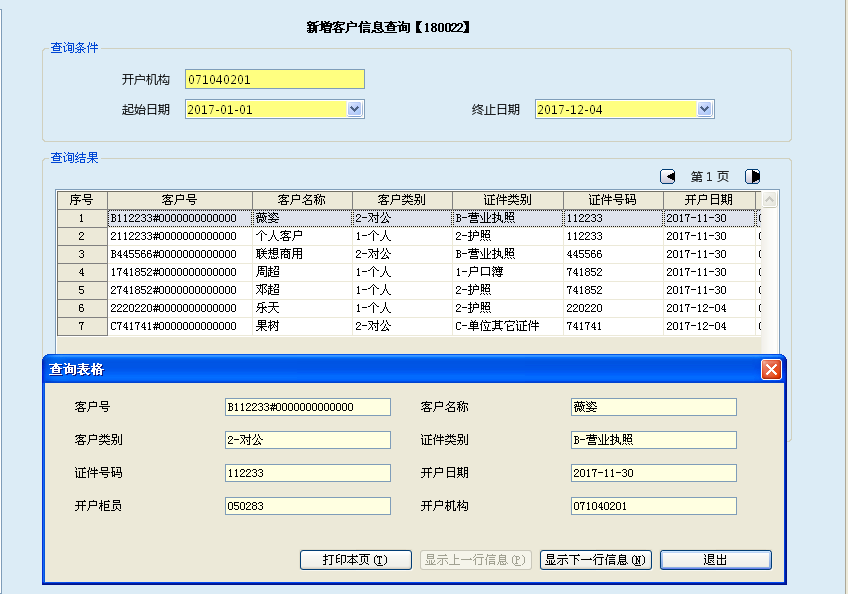 新增客户信息查询【180022】
查询条件
开户机构 071040201
起始日期 2017-01-01 终止日期 2017-12-04
查询结果
第 1 页
序号 客户号 客户名称 客户类别 证件类别 证件号码 开户日期
1 B112233#0000000000000 薇姿 2-对公 B-营业执照 112233 2017-11-30
2 2112233#0000000000000 个人客户 1-个人 2-护照 112233 2017-11-30
3 B445566#0000000000000 联想商用 2-对公 B-营业执照 445566 2017-11-30
4 1741852#0000000000000 周超 1-个人 1-户口簿 741852 2017-11-30
5 2741852#0000000000000 邓超 1-个人 2-护照 741852 2017-11-30
6 2220220#0000000000000 乐天 1-个人 2-护照 220220 2017-12-04
7 C741741#0000000000000 果树 2-对公 C-单位其它证件 741741 2017-12-04
查询表格
客户号 B112233#0000000000000 客户名称 薇姿
客户类别 2-对公 证件类别 B-营业执照
证件号码 112233 开户日期 2017-11-30
开户柜员 050283 开户机构 071040201
打印本页(T) 显示上一行信息(P) 显示下一行信息(N) 退出